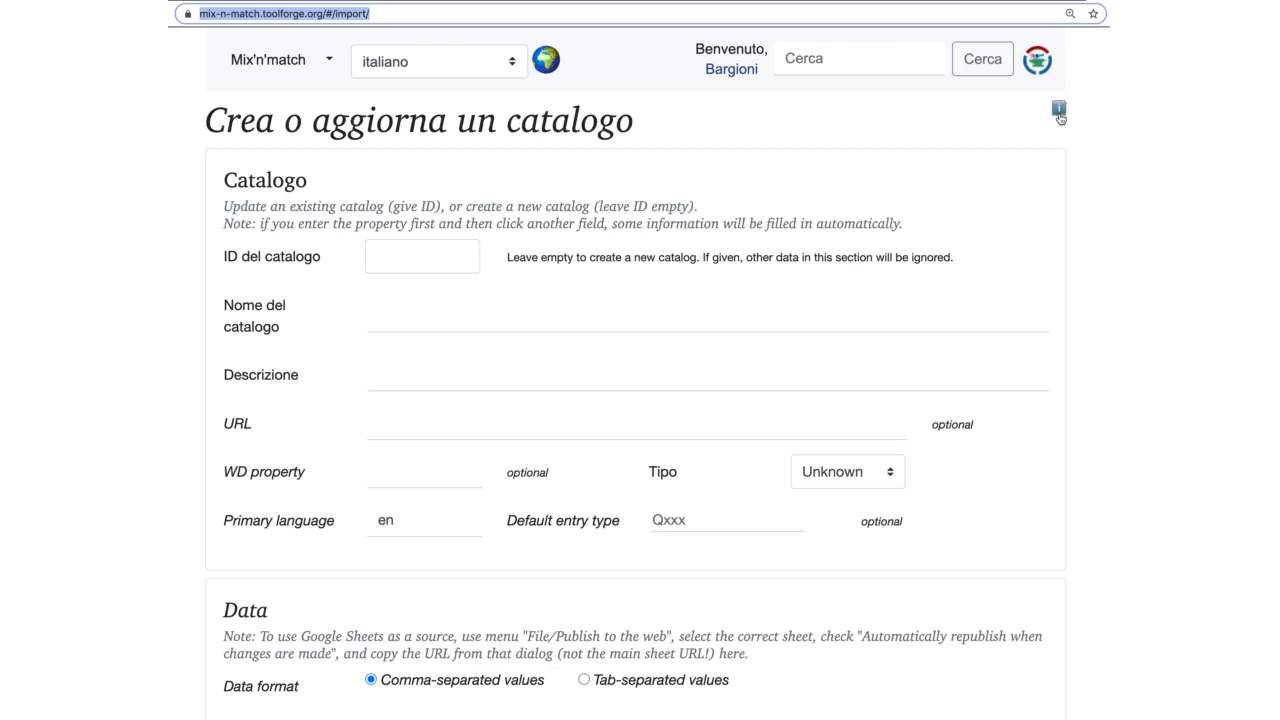 mix-n-match.toolforge.org/#/import/
Mix'n'match
italiano
Benvenuto,
Bargioni
Cerca
Cerca
Crea o aggiorna un catalogo
Catalogo
Update an existing catalog (give ID), or create a new catalog (leave ID empty).
Note: if you enter the property first and then click another field, some information will be filled in automatically.
ID del catalogo
Leave empty to create a new catalog. If given, other data in this section will be ignored.
Nome del
catalogo
Descrizione
URL
optional
WD property
optional
Tipo
Unknown
Primary language
en
Default entry type
Qxxx
optional
Data
Note: To use Google Sheets as a source, use menu "File/Publish to the web", select the correct sheet, check "Automatically republish when
changes are made", and copy the URL from that dialog (not the main sheet URL!) here.
Data format
Comma-separated values
Tab-separated values